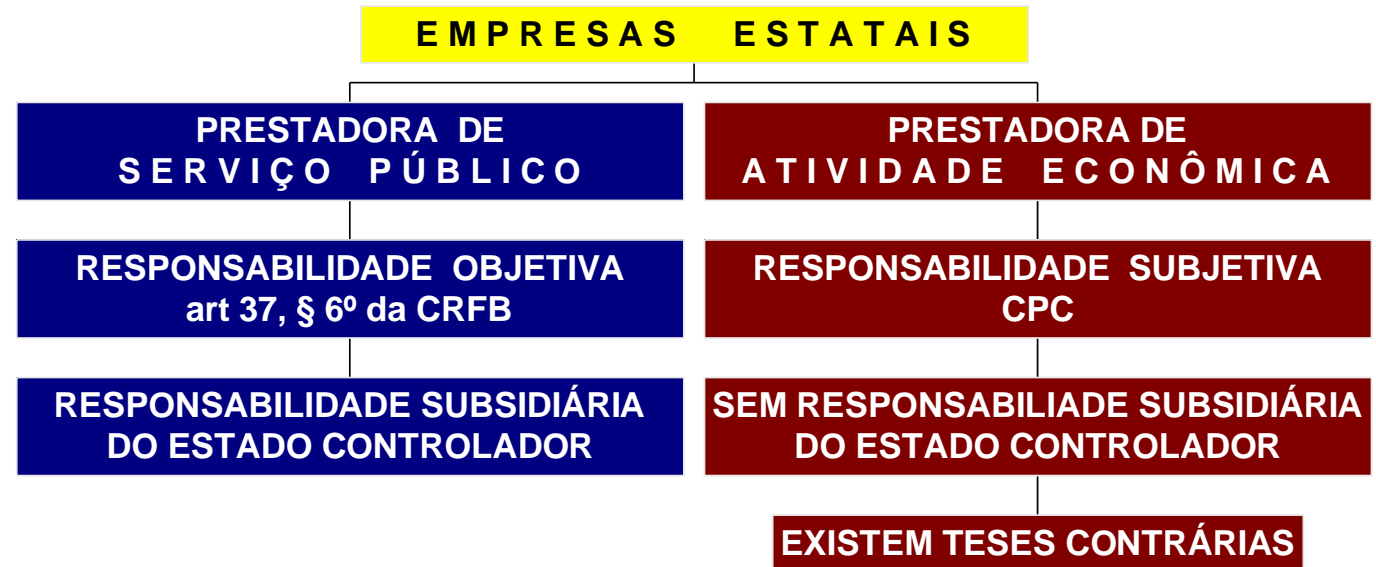 EMPRESAS ESTATAIS
PRESTADORA DE
SERVIÇO PÚBLICO
PRESTADORA DE
ATIVIDADE ECONÔMICA
RESPONSABILIDADE OBJETIVA
art 37, § 6º da CRFB
RESPONSABILIDADE SUBJETIVA
CPC
RESPONSABILIDADE SUBSIDIÁRIA
DO ESTADO CONTROLADOR
SEM RESPONSABILIADE SUBSIDIÁRIA
DO ESTADO CONTROLADOR
EXISTEM TESES CONTRÁRIAS